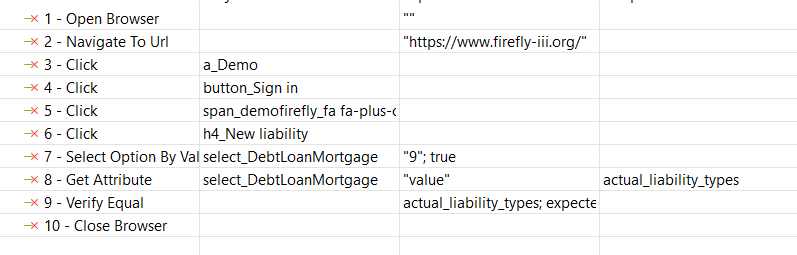 1 - Open Browser ""
2 - Navigate To Url "https://www.firefly-iii.org/"
3 - Click a_Demo
4 - Click button_Sign in
5 - Click span_demofirefly_fa fa-plus-c
6 - Click h4_New liability
7 - Select Option By Val select_DebtLoanMortgage "9"; true
8 - Get Attribute select_DebtLoanMortgage "value" actual_liability_types
9 - Verify Equal actual_liability_types; expecte
10 - Close Browser